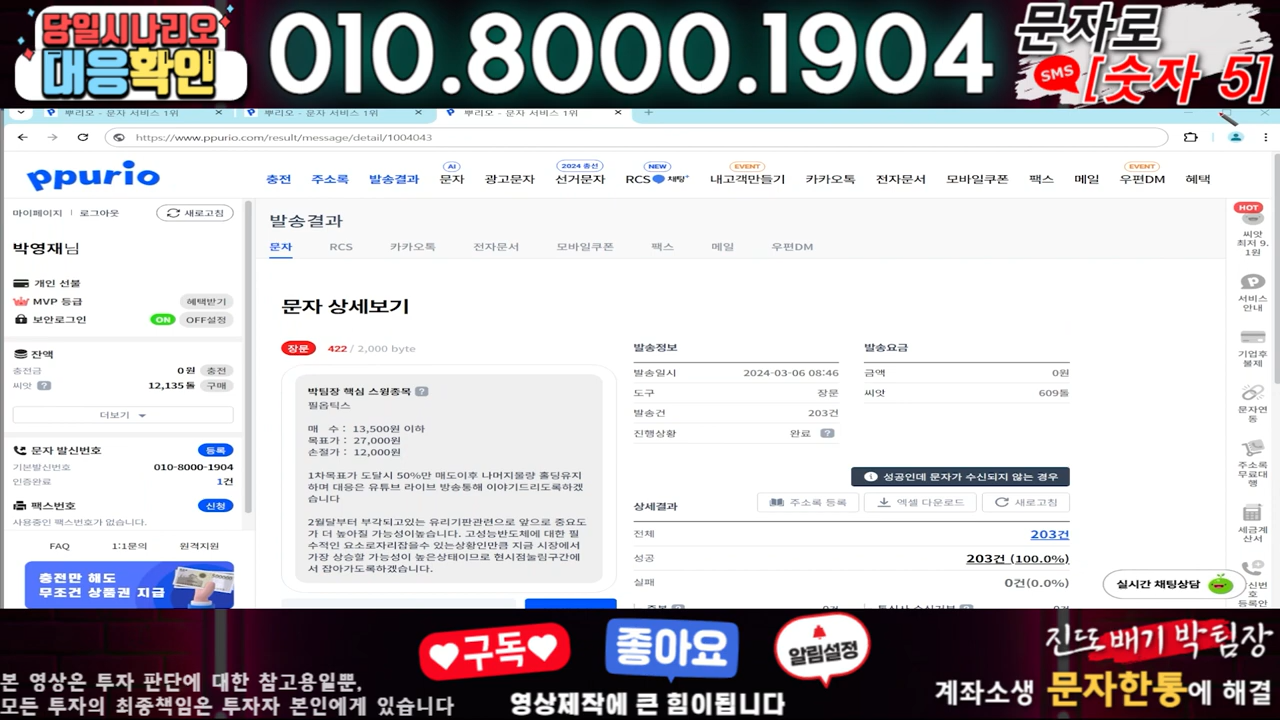 당일시나리오
대응확인
010.8000.1904
문자로
SMS
[숫자 5]
뿌리오 - 문자 서비스 1위
뿌리오 - 문자 서비스 1위
뿌리오 - 문자 서비스 1위
https://www.ppurio.com/result/message/detail/1004043
ppurio
충전
주소록
발송결과
AI
문자
광고문자
2024 총선
선거문자
NEW
RCS 채팅+
EVENT
내고객만들기
카카오톡
전자문서
모바일쿠폰
팩스
메일
EVENT
우편DM
혜택
마이페이지 | 로그아웃
새로고침
박영재님
개인 선불
MVP 등급
혜택받기
보안로그인
ON
OFF설정
잔액
충전금
0원
충전
씨앗 ?
12,135톨
구매
더보기
문자 발신번호
등록
기본발신번호
010-8000-1904
인증완료
1건
팩스번호
신청
사용중인 팩스번호가 없습니다.
FAQ
1:1문의
원격지원
충전만 해도
무조건 상품권 지급
발송결과
문자
RCS
카카오톡
전자문서
모바일쿠폰
팩스
메일
우편DM
문자 상세보기
장문
422 / 2,000 byte
박팀장 핵심 스윙종목 ?
필옵틱스
매 수 : 13,500원 이하
목표가 : 27,000원
손절가 : 12,000원
1차목표가 도달시 50%만 매도이후 나머지물량 홀딩유지
하며 대응은 유튜브 라이브 방송통해 이야기드리도록하겠
습니다
2월달부터 부각되고있는 유리기판관련으로 앞으로 중요도
가 더 높아질 가능성이높습니다. 고성능반도체에 대한 필
수적인 요소로자리잡을수 있는상황인만큼 지금 시장에서
가장 상승할 가능성이 높은상태이므로 현시점눌림구간에
서 잡아가도록하겠습니다.
발송정보
발송일시
2024-03-06 08:46
도구
장문
발송건
203건
진행상황
완료 ?
발송요금
금액
0원
씨앗
609톨
성공인데 문자가 수신되지 않는 경우
상세결과
주소록 등록
엑셀 다운로드
새로고침
전체
203건
성공
203건 (100.0%)
실패
0건(0.0%)
HOT
씨앗
최저 9.
1원
서비스
안내
기업후
불제
문자연
동
주소록
무료대
행
세금계
산서
실시간 채팅상담
본 영상은 투자 판단에 대한 참고용일뿐,
모든 투자의 최종책임은 투자자 본인에게 있습니다
구독
좋아요
알림설정
영상제작에 큰 힘이됩니다
진또배기 박팀장
계좌소생 문자한통에 해결